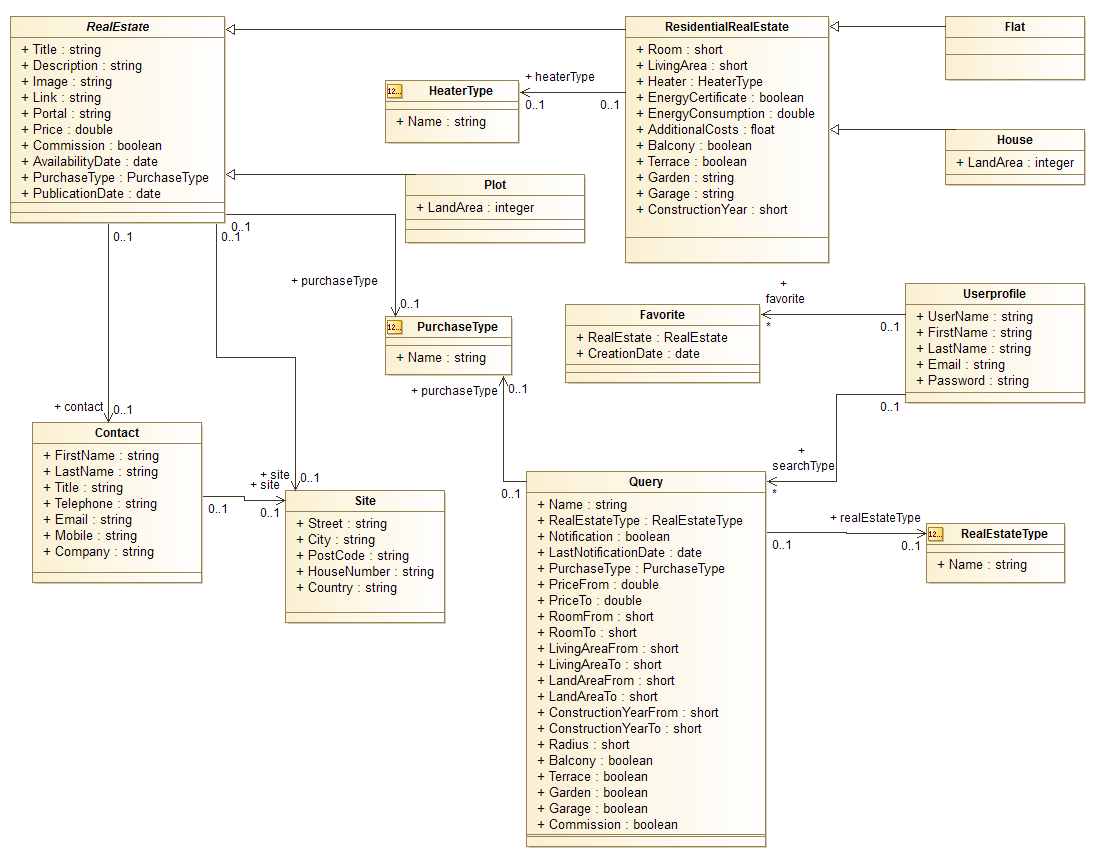 RealEstate
+ Title : string
+ Description : string
+ Image : string
+ Link : string
+ Portal : string
+ Price : double
+ Commission : boolean
+ AvailabilityDate : date
+ PurchaseType : PurchaseType
+ PublicationDate : date
ResidentialRealEstate
+ Room : short
+ LivingArea : short
+ Heater : HeaterType
+ EnergyCertificate : boolean
+ EnergyConsumption : double
+ AdditionalCosts : float
+ Balcony : boolean
+ Terrace : boolean
+ Garden : string
+ Garage : string
+ ConstructionYear : short
Flat
House
+ LandArea : integer
+ heaterType
0..1
0..1
12...
HeaterType
+ Name : string
Plot
+ LandArea : integer
0..1
0..1
0..1
+ purchaseType
0..1
12...
PurchaseType
+ Name : string
+ purchaseType
0..1
Favorite
+ RealEstate : RealEstate
+ CreationDate : date
+
favorite
*
0..1
Userprofile
+ UserName : string
+ FirstName : string
+ LastName : string
+ Email : string
+ Password : string
0..1
+
searchType
*
+ contact
0..1
Contact
+ FirstName : string
+ LastName : string
+ Title : string
+ Telephone : string
+ Email : string
+ Mobile : string
+ Company : string
+ site
0..1
+ site
0..1
0..1
Site
+ Street : string
+ City : string
+ PostCode : string
+ HouseNumber : string
+ Country : string
0..1
Query
+ Name : string
+ RealEstateType : RealEstateType
+ Notification : boolean
+ LastNotificationDate : date
+ PurchaseType : PurchaseType
+ PriceFrom : double
+ PriceTo : double
+ RoomFrom : short
+ RoomTo : short
+ LivingAreaFrom : short
+ LivingAreaTo : short
+ LandAreaFrom : short
+ LandAreaTo : short
+ ConstructionYearFrom : short
+ ConstructionYearTo : short
+ Radius : short
+ Balcony : boolean
+ Terrace : boolean
+ Garden : boolean
+ Garage : boolean
+ Commission : boolean
+ realEstateType
0..1
0..1
12...
RealEstateType
+ Name : string